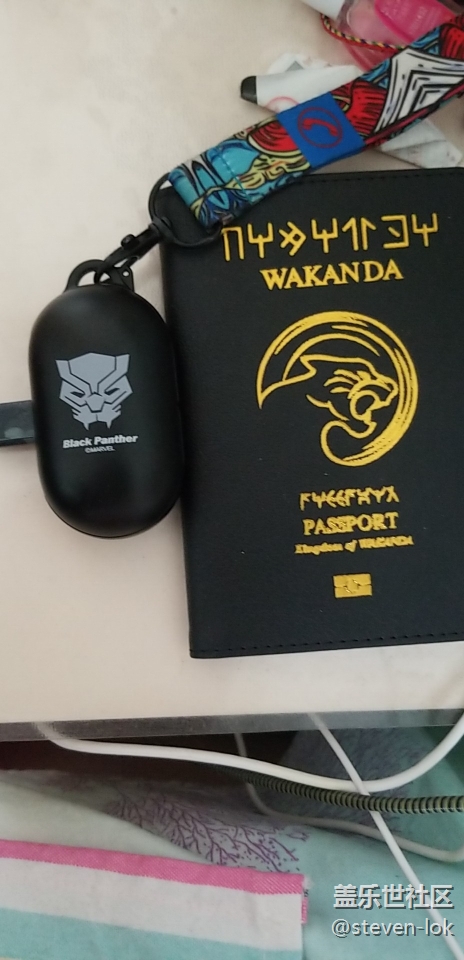 WAKANDA
Black Panther
©MARVEL
PASSPORT
Kingdom of WAKANDA
盖乐世社区
@steven-lok